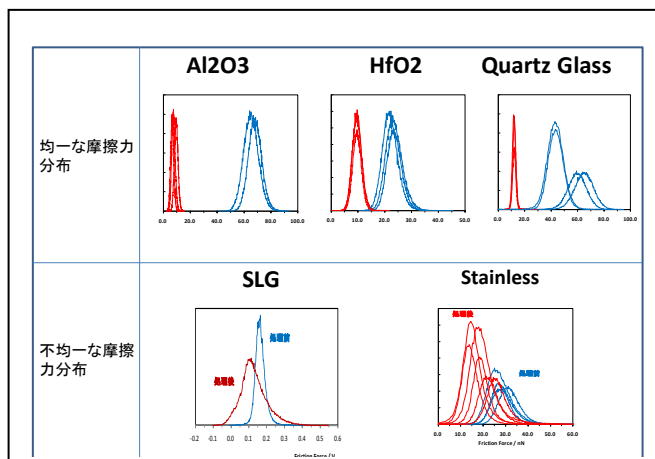 Al2O3
HfO2
Quartz Glass
均一な摩擦力
分布
0.0 20.0 40.0 60.0 80.0 100.0
0.0 10.0 20.0 30.0 40.0 50.0
0.0 20.0 40.0 60.0 80.0 100.0
SLG
Stainless
不均一な摩擦
力分布
処理前
処理後
-0.2 0.0 0.1 0.2 0.3 0.4 0.5 0.6
Friction Force / V
処理後
処理前
0.0 10.0 20.0 30.0 40.0 50.0 60.0
Friction Force / nN